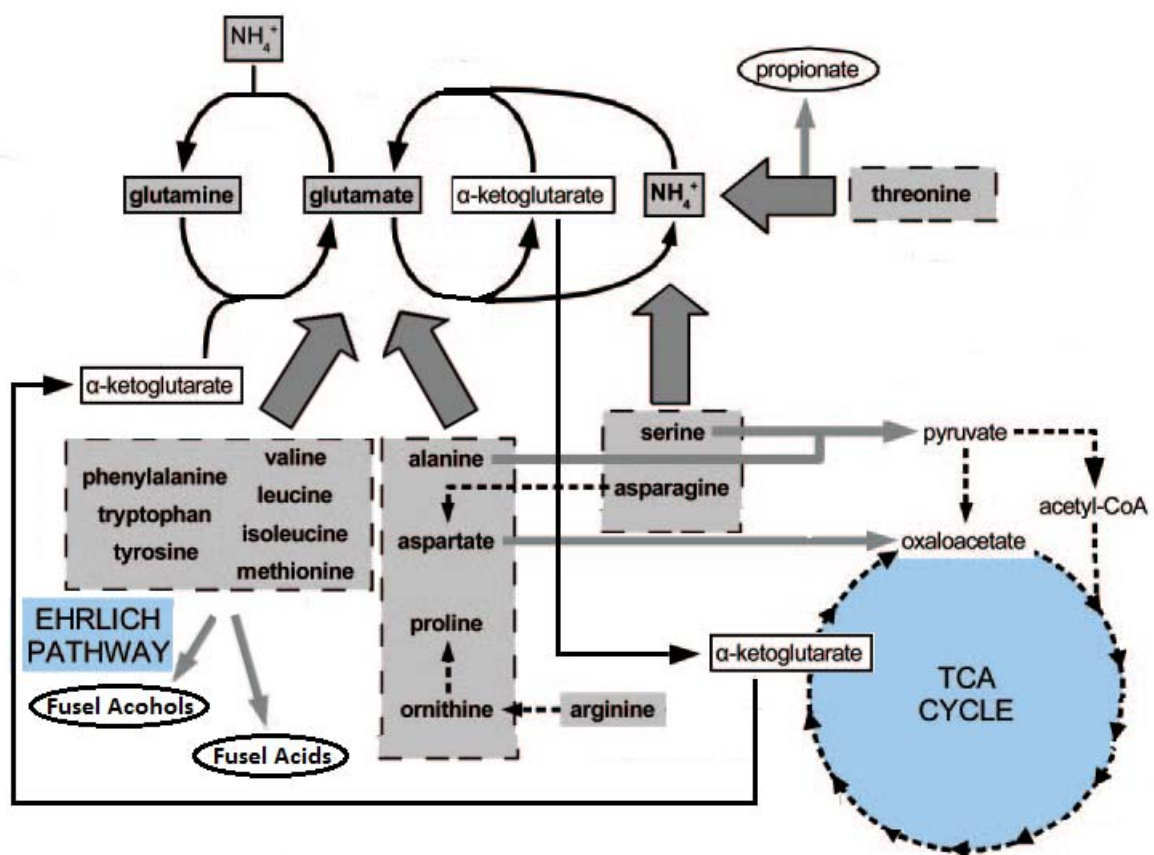 NH₄⁺
propionate
glutamine
glutamate
α-ketoglutarate
NH₄⁺
threonine
α-ketoglutarate
phenylalanine
tryptophan
tyrosine
valine
leucine
isoleucine
methionine
alanine
aspartate
proline
ornithine
serine
asparagine
arginine
pyruvate
acetyl-CoA
oxaloacetate
α-ketoglutarate
TCA
CYCLE
EHRLICH
PATHWAY
Fusel Acohols
Fusel Acids